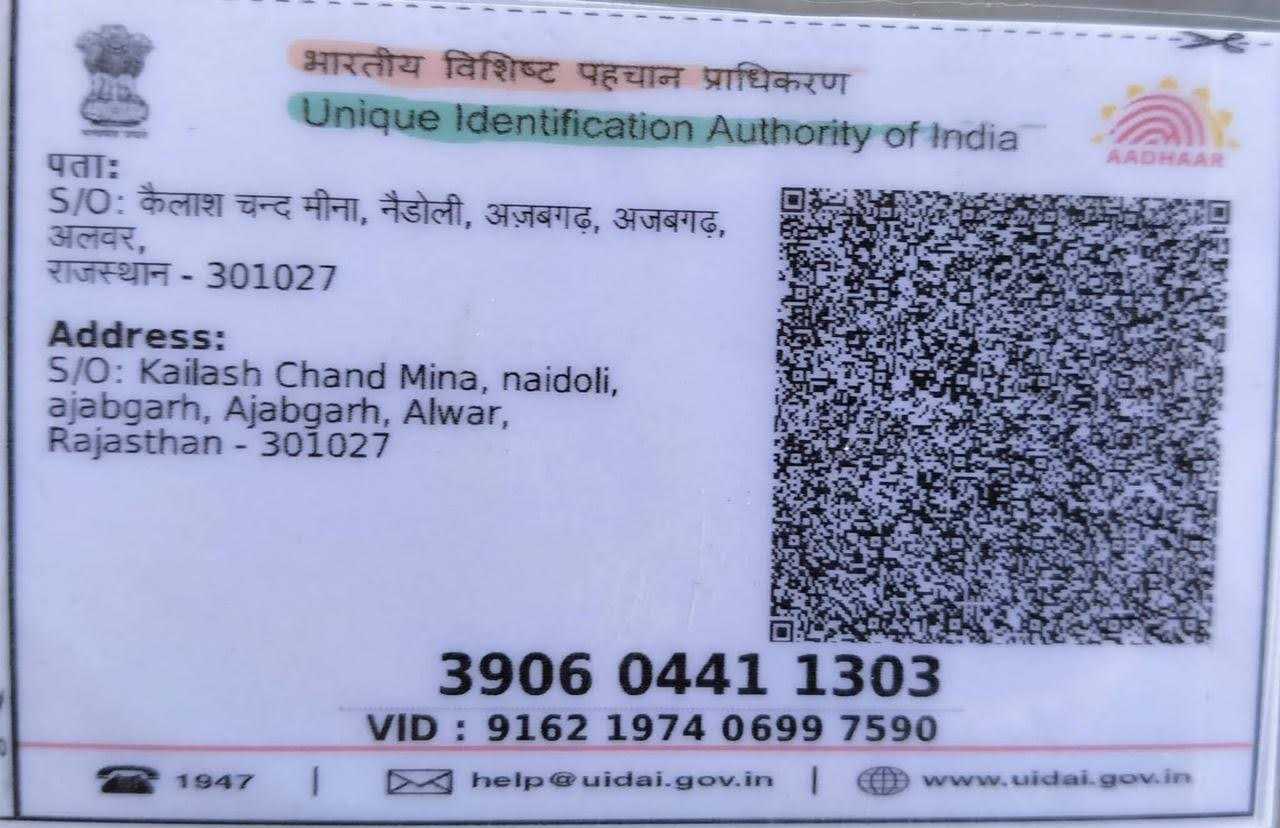 भारतीय विशिष्ट पहचान प्राधिकरण
Unique Identification Authority of India
AADHAAR
पता:
S/O: कैलाश चन्द मीना, नैडोली, अज़बगढ़, अजबगढ़,
अलवर,
राजस्थान - 301027
Address:
S/O: Kailash Chand Mina, naidoli,
ajabgarh, Ajabgarh, Alwar,
Rajasthan - 301027
3906 0441 1303
VID : 9162 1974 0699 7590
1947 | help@uidai.gov.in | www.uidai.gov.in